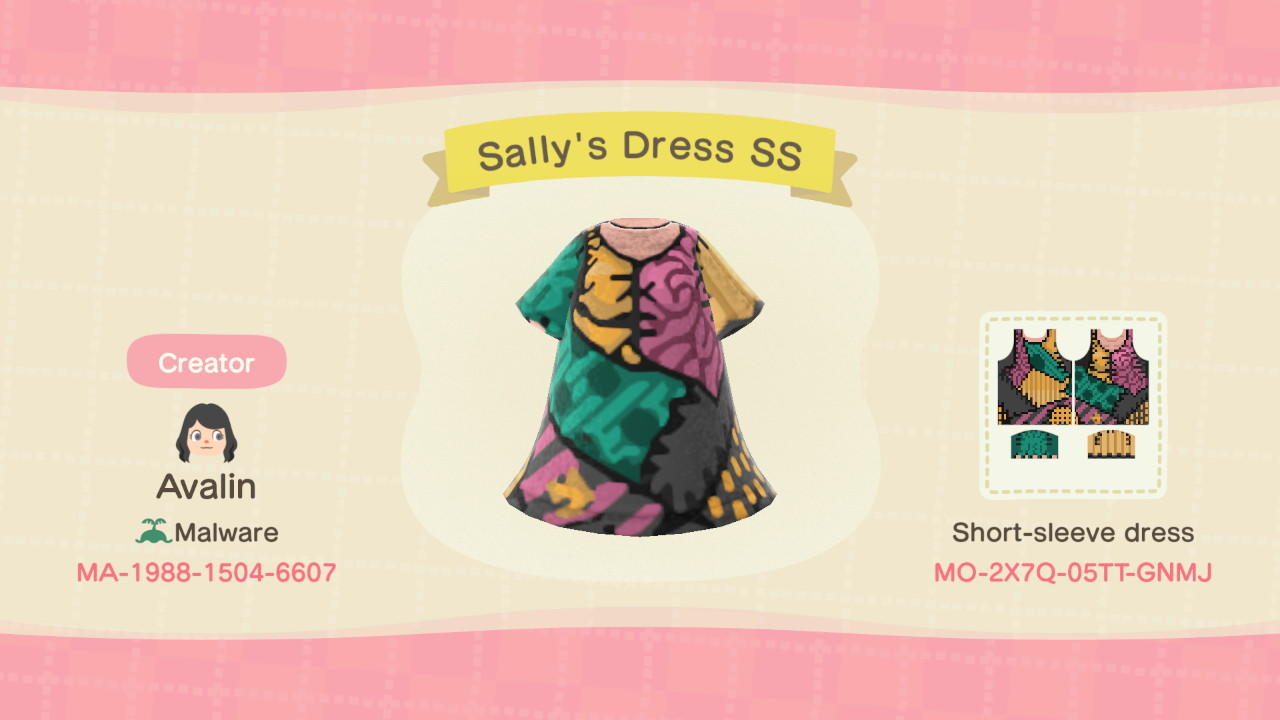 Sally's Dress SS
Creator
Avalin
Malware
MA-1988-1504-6607
Short-sleeve dress
MO-2X7Q-05TT-GNMJ